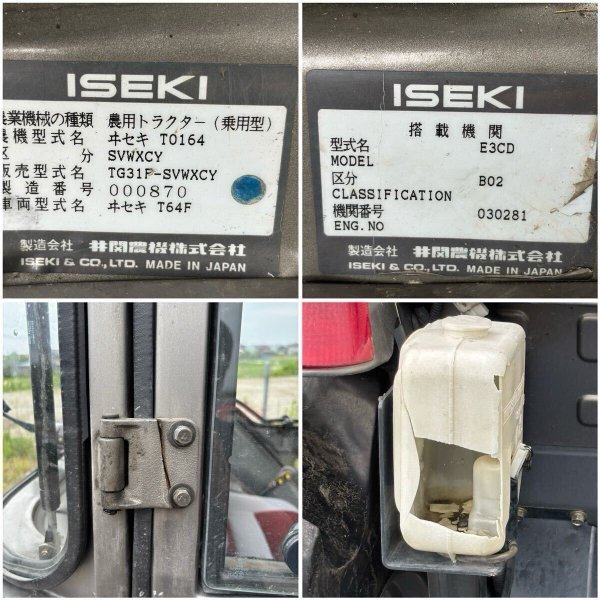 ISEKI
農業機械の種類 農用トラクター(乗用型)
農機型式名 ヰセキ T0164
区 分 SVWXCY
販売型式名 TG31F-SVWXCY
製造番号 000870
車両型式名 ヰセキ T64F
製造会社 井関農機株式会社
ISEKI & CO., LTD. MADE IN JAPAN
ISEKI
搭載機関
型式名 E3CD
MODEL
区分 B02
CLASSIFICATION
機関番号 030281
ENG.NO
製造会社 井関農機株式会社
ISEKI & CO., LTD. MADE IN JAPAN